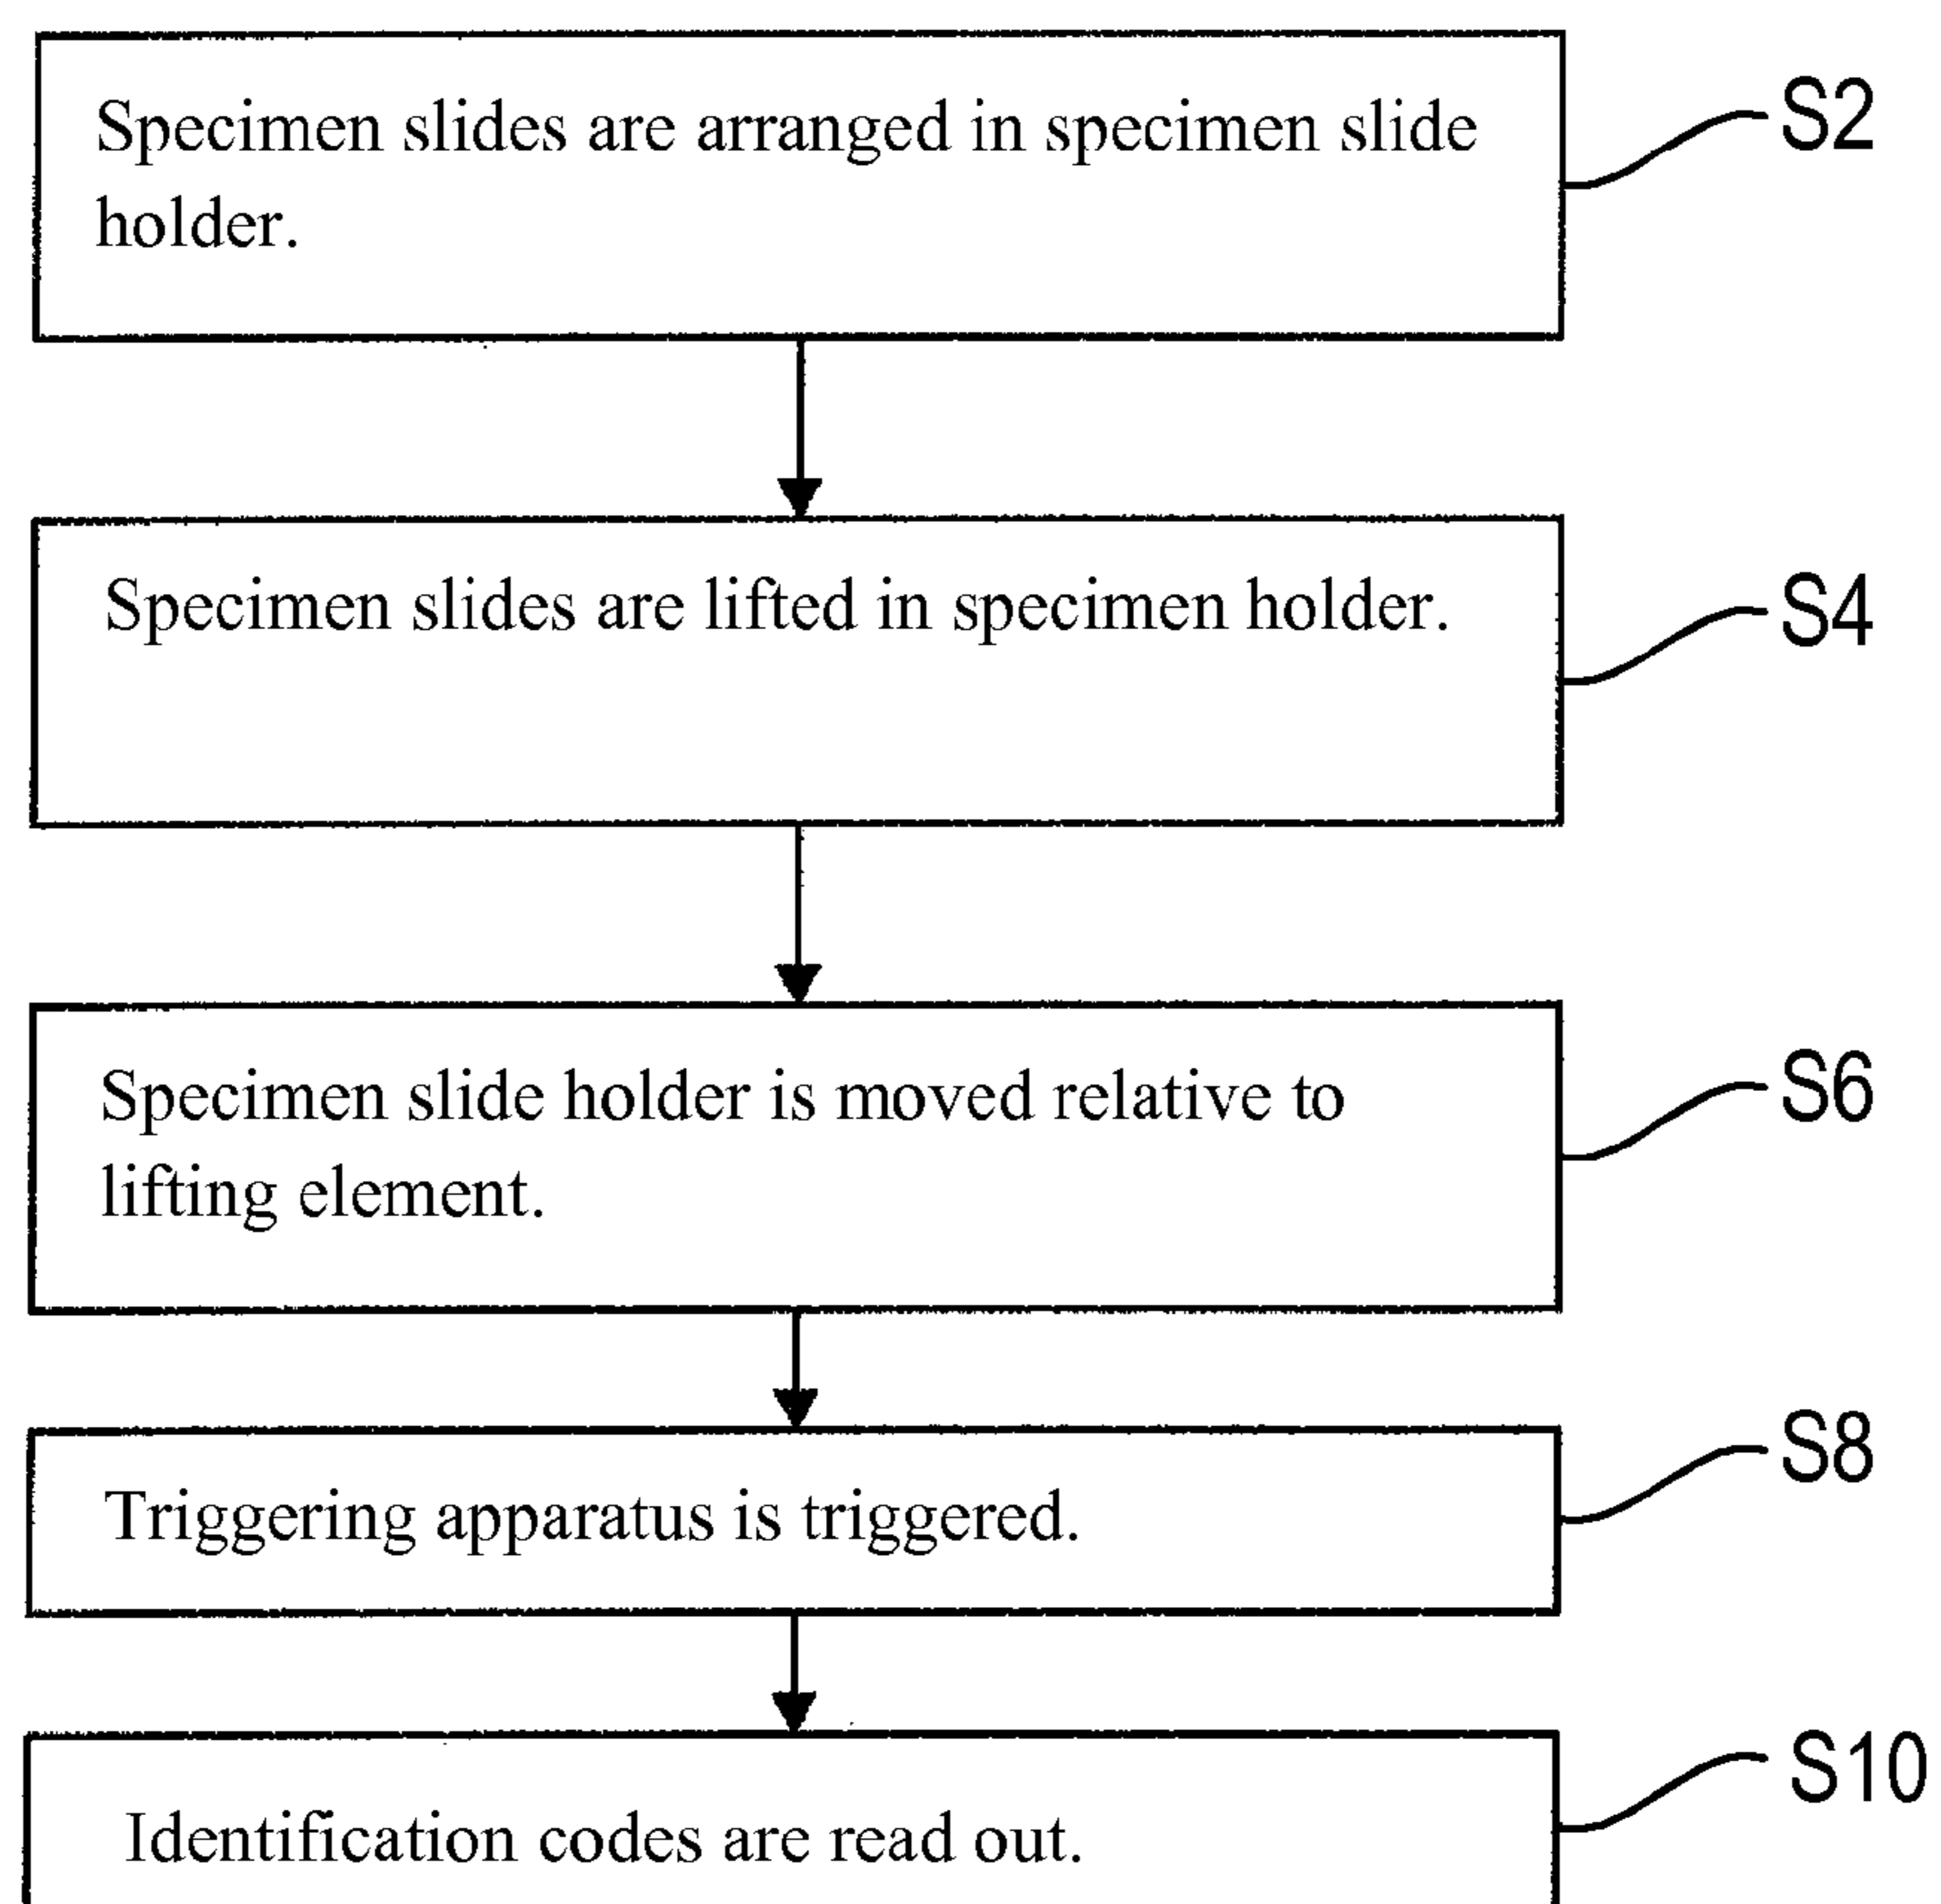 Specimen slides are arranged in specimen slide
holder.
S2
Specimen slides are lifted in specimen holder.
S4
Specimen slide holder is moved relative to
lifting element.
S6
Triggering apparatus is triggered.
S8
Identification codes are read out.
S10